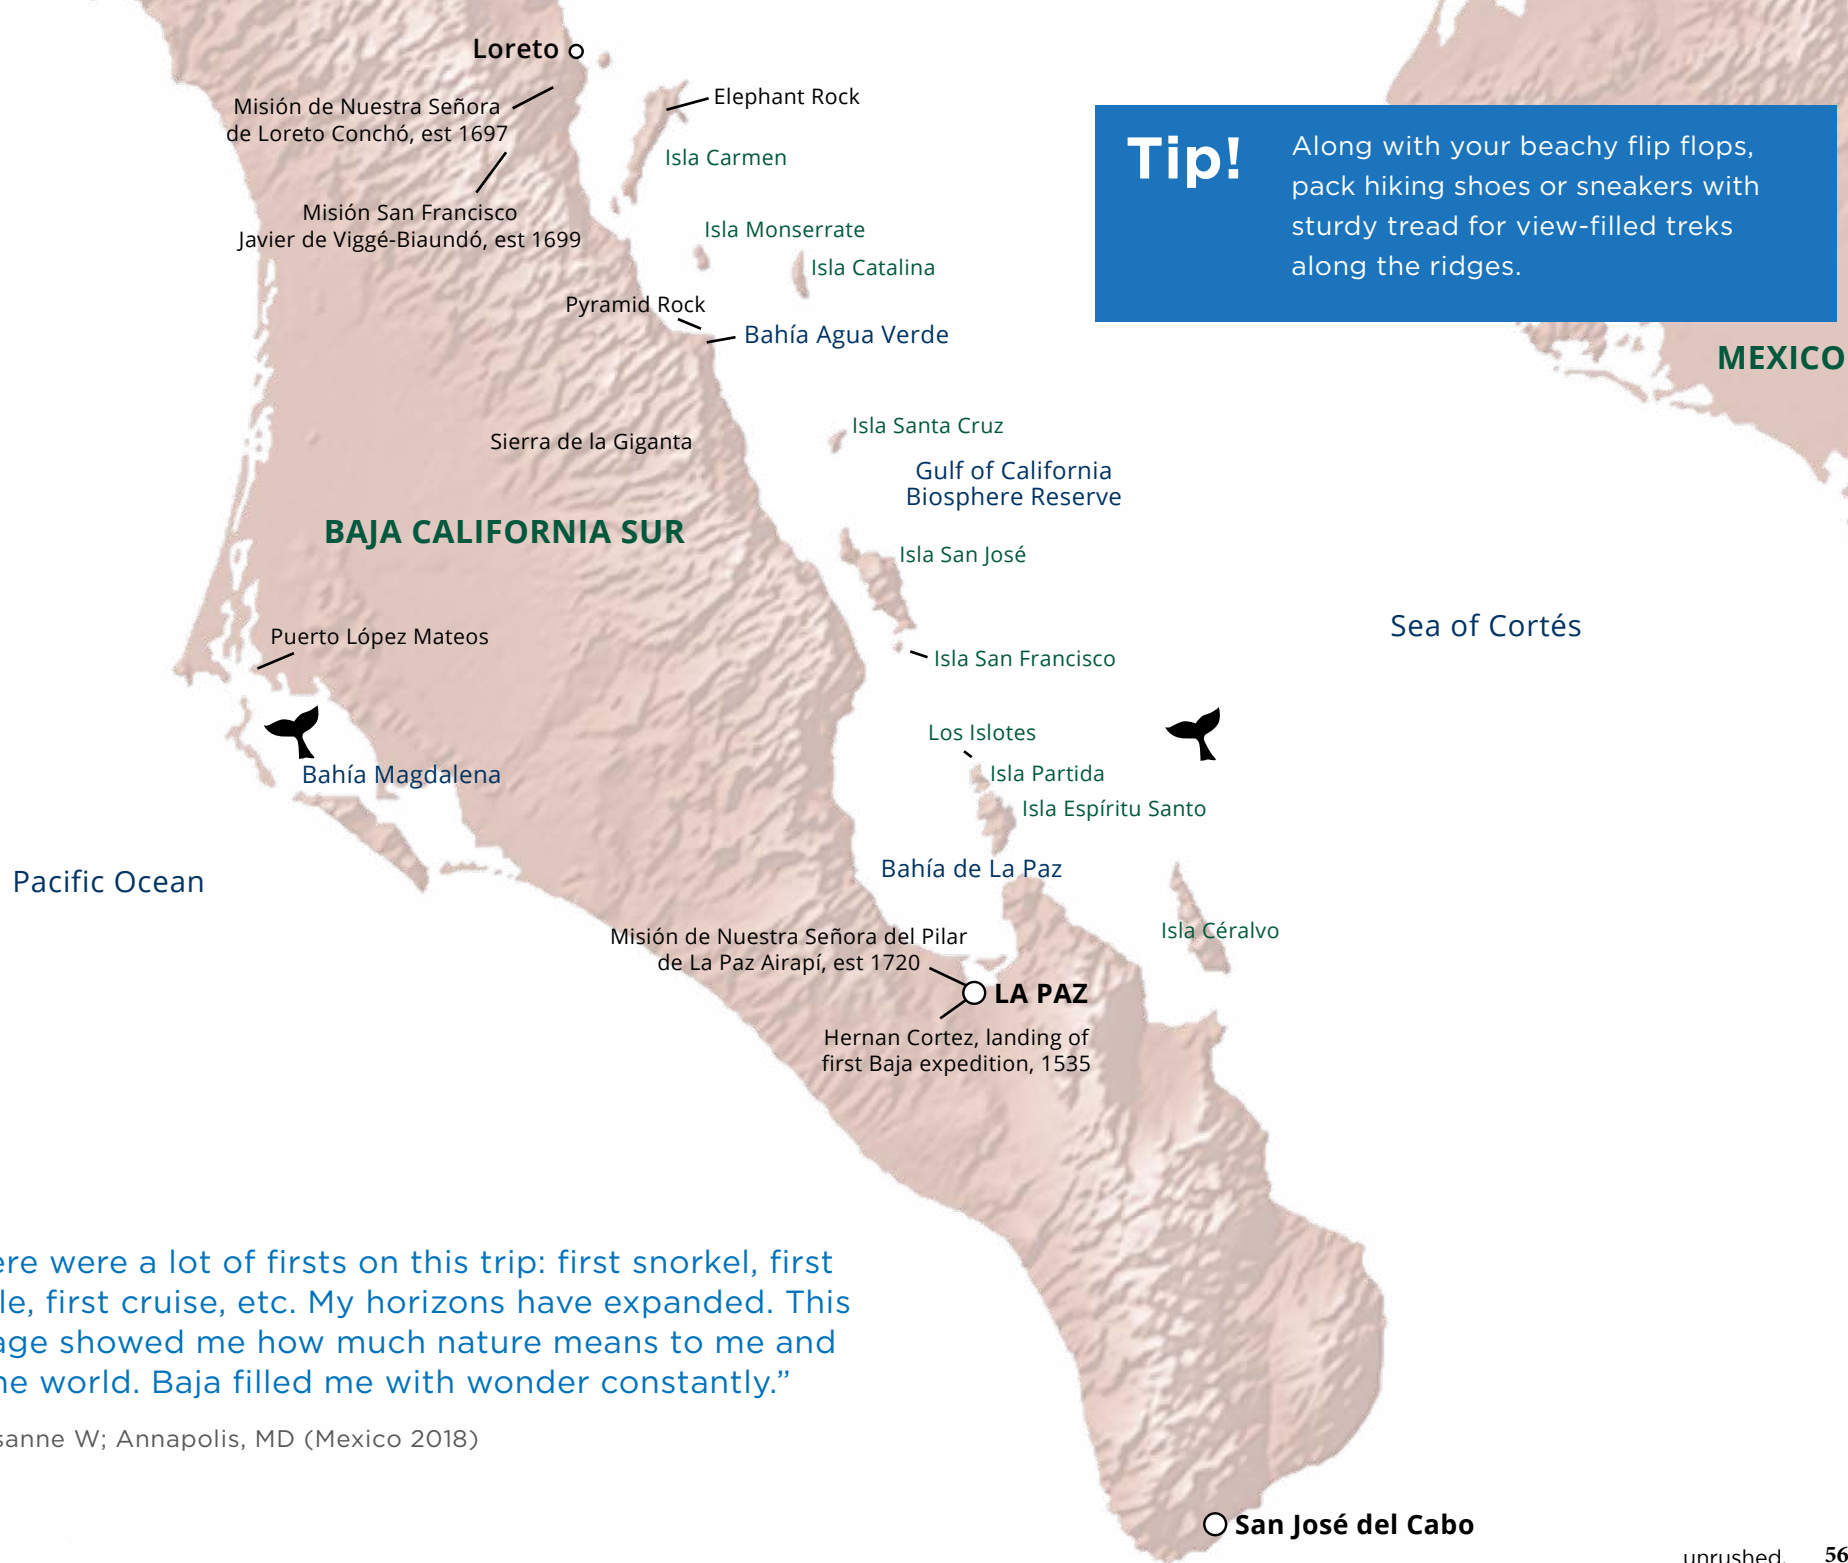 Loreto
Misión de Nuestra Señora
de Loreto Conchó, est 1697
Elephant Rock
Isla Carmen
Misión San Francisco
Javier de Viggé-Biaundó, est 1699
Isla Monserrate
Isla Catalina
Pyramid Rock
Bahía Agua Verde
Tip!
Along with your beachy flip flops,
pack hiking shoes or sneakers with
sturdy tread for view-filled treks
along the ridges.
MEXICO
Isla Santa Cruz
Sierra de la Giganta
Gulf of California
Biosphere Reserve
BAJA CALIFORNIA SUR
Isla San José
Sea of Cortés
Puerto López Mateos
Isla San Francisco
Los Islotes
Bahía Magdalena
Isla Partida
Isla Espíritu Santo
Pacific Ocean
Bahía de La Paz
Isla Céralvo
Misión de Nuestra Señora del Pilar
de La Paz Airapí, est 1720
LA PAZ
Hernan Cortez, landing of
first Baja expedition, 1535
ere were a lot of firsts on this trip: first snorkel, first
le, first cruise, etc. My horizons have expanded. This
age showed me how much nature means to me and
he world. Baja filled me with wonder constantly.”
sanne W; Annapolis, MD (Mexico 2018)
San José del Cabo
unrushed. 56